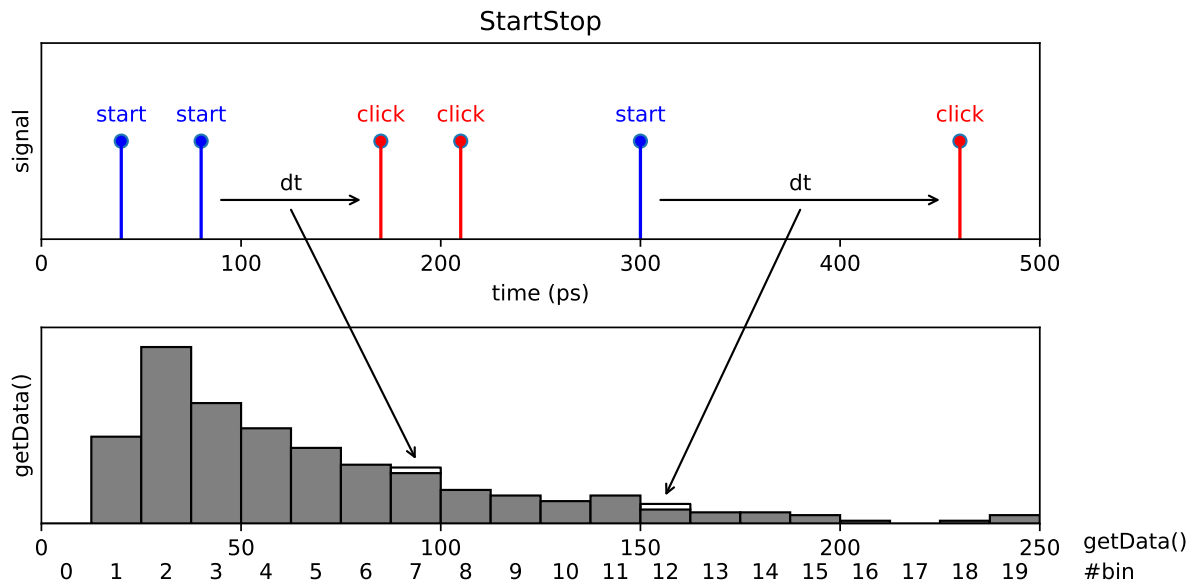 StartStop
signal
start start click click start click
dt dt
0 100 200 300 400 500
time (ps)
getData()
0 50 100 150 200 250 getData()
0 1 2 3 4 5 6 7 8 9 10 11 12 13 14 15 16 17 18 19 #bin